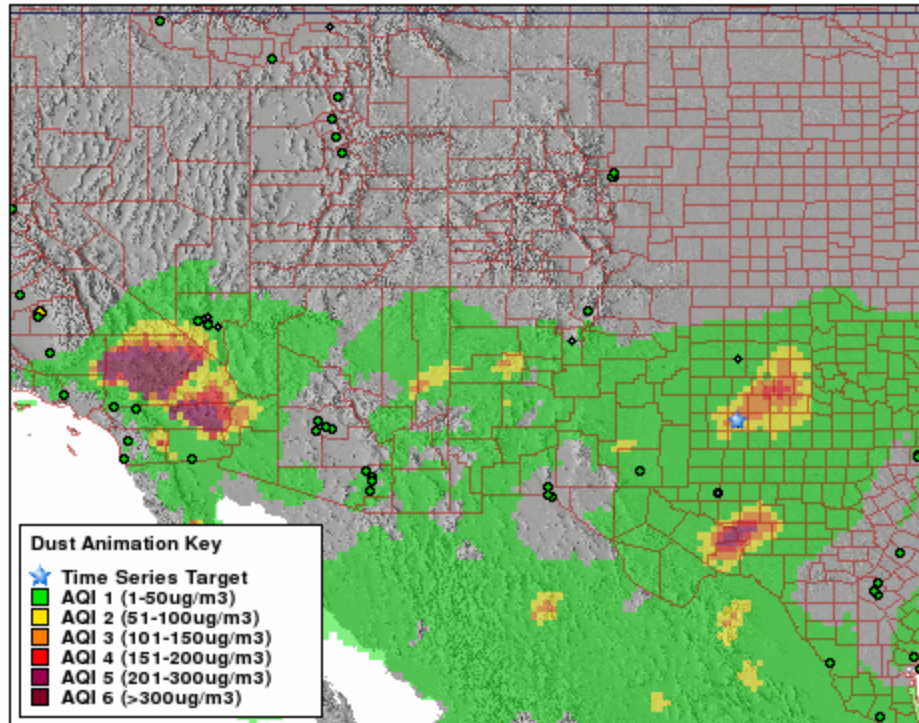 Dust Animation Key
Time Series Target
AQI 1 (1-50ug/m3)
AQI 2 (51-100ug/m3)
AQI 3 (101-150ug/m3)
AQI 4 (151-200ug/m3)
AQI 5 (201-300ug/m3)
AQI 6 (>300ug/m3)